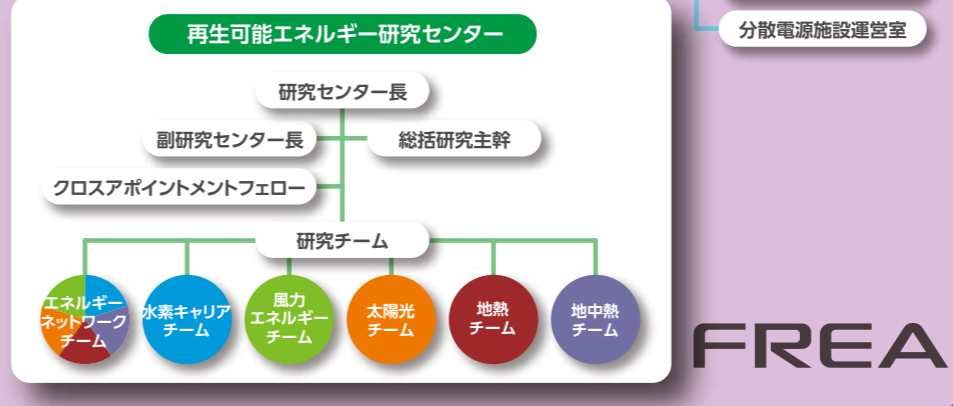 再生可能エネルギー研究センター
分散電源施設運営室
研究センター長
副研究センター長
総括研究主幹
クロスアポイントメントフェロー
研究チーム
エネルギー
ネットワーク
チーム
水素キャリア
チーム
風力
エネルギー
チーム
太陽光
チーム
地熱
チーム
地中熱
チーム
FREA